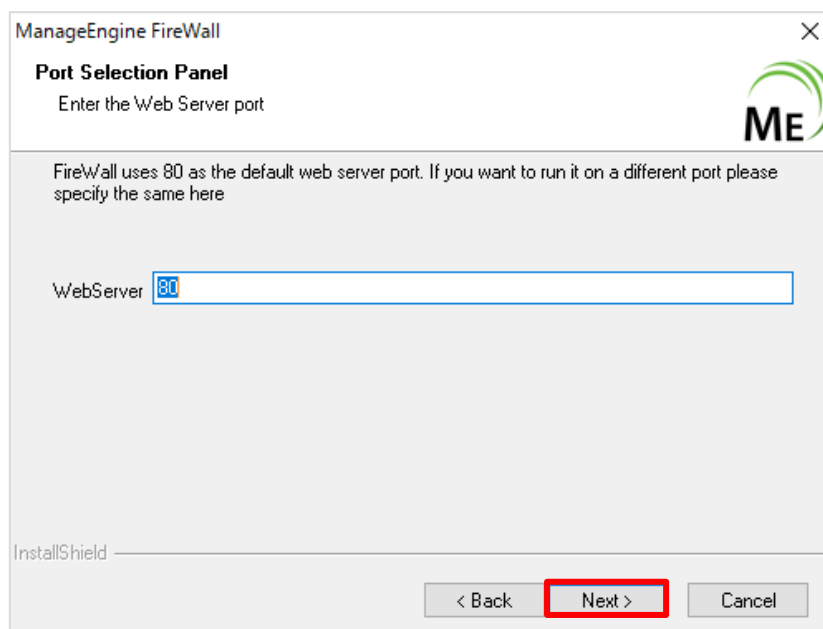 ManageEngine FireWall
Port Selection Panel
Enter the Web Server port
ME
FireWall uses 80 as the default web server port. If you want to run it on a different port please
specify the same here
WebServer 80
InstallShield
< Back Next > Cancel